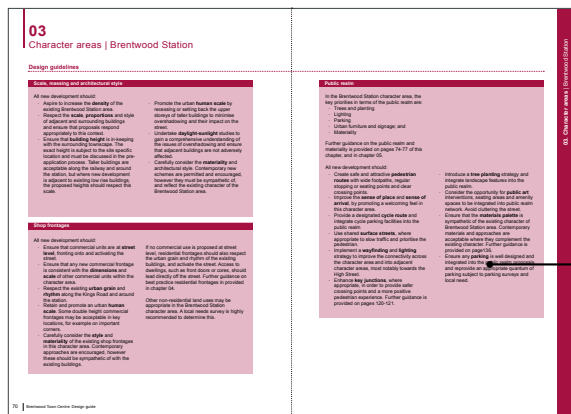 03
Character areas | Brentwood Station
Design guidelines
Scale, massing and architectural style
All new development should:
· Aspire to increase the density of the
existing Brentwood Station area.
· Respect the scale, proportions and style
of adjacent and surrounding buildings
and ensure that proposals respond
appropriately to this context.
· Ensure that building height is in-keeping
with the surrounding townscape. The
exact height is subject to the site specific
location and must be discussed in the pre-
application process. Taller buildings are
acceptable along the railway and around
the station, but where new development
is adjacent to existing low rise buildings,
the proposed heights should respect this
scale.
· Promote the urban human scale by
recessing or setting back the upper
storeys of taller buildings to minimise
overshadowing and their impact on the
street.
· Undertake daylight-sunlight studies to
gain a comprehensive understanding of
the issues of overshadowing and ensure
that adjacent buildings are not adversely
affected.
· Carefully consider the materiality and
architectural style. Contemporary new
schemes are permitted and encouraged,
however they must be sympathetic of,
and reflect the existing character of the
Brentwood Station area.
Shop frontages
All new development should:
· Ensure that commercial units are at street
level, fronting onto and activating the
street.
· Ensure that any new commercial frontage
is consistent with the dimensions and
scale of other commercial units within the
character area.
· Respect the existing urban grain and
rhythm along the Kings Road and around
the station.
· Retain and promote an urban human
scale. Some double height commercial
frontages may be acceptable in key
locations, for example on important
corners.
· Carefully consider the style and
materiality of the existing shop frontages
in this character area. Contemporary
approaches are encouraged, however
these should be sympathetic of with the
existing buildings.
If no commercial use is proposed at street
level, residential frontages should also respect
the urban grain and rhythm of the existing
buildings, and activate the street. Access to
dwellings, such as front doors or cores, should
lead directly off the street. Further guidance on
best practice residential frontages is provided
in chapter 04.
Other non-residential land uses may be
appropriate in the Brentwood Station
character area. A local needs survey is highly
recommended to determine this.
Public realm
In the Brentwood Station character area, the
key priorities in terms of the public realm are:
· Trees and planting
· Lighting
· Parking
· Urban furniture and signage; and
· Materiality
Further guidance on the public realm and
materiality is provided on pages 74-77 of this
chapter, and in chapter 05.
All new development should:
· Create safe and attractive pedestrian
routes with wide footpaths, regular
stopping or seating points and clear
crossings.
· Improve the sense of place and sense of
arrival, by promoting a welcoming feel in
this character area.
· Provide a designated cycle route and
integrate cycle parking facilities into the
public realm.
· Use shared surface streets, where
appropriate to slow traffic and prioritise the
pedestrian.
· Implement a wayfinding and lighting
strategy to improve the connectivity across
the character area and into adjacent
character areas, most notably towards the
High Street.
· Enhance key junctions, where
appropriate, in order to provide safer
crossings points and a more positive
pedestrian experience. Further guidance is
provided on pages 120-121.
· Introduce a tree planting strategy and
integrate landscape features into the
public realm.
· Consider the opportunity for public art
interventions, seating areas and amenity
spaces to be integrated into public realm
network. Avoid cluttering the street.
· Ensure that the materials palette is
sympathetic of the existing character of
Brentwood Station area. Contemporary
materials and approaches are
acceptable where they complement the
existing character. Further guidance is
provided on page136.
· Ensure any parking is well designed and
integrated into the public realm proposals
and reprovide an appropriate quantum of
parking subject to parking surveys and
local need.
03. Character areas | Brentwood Station
70 | Brentwood Town Centre: Design guide